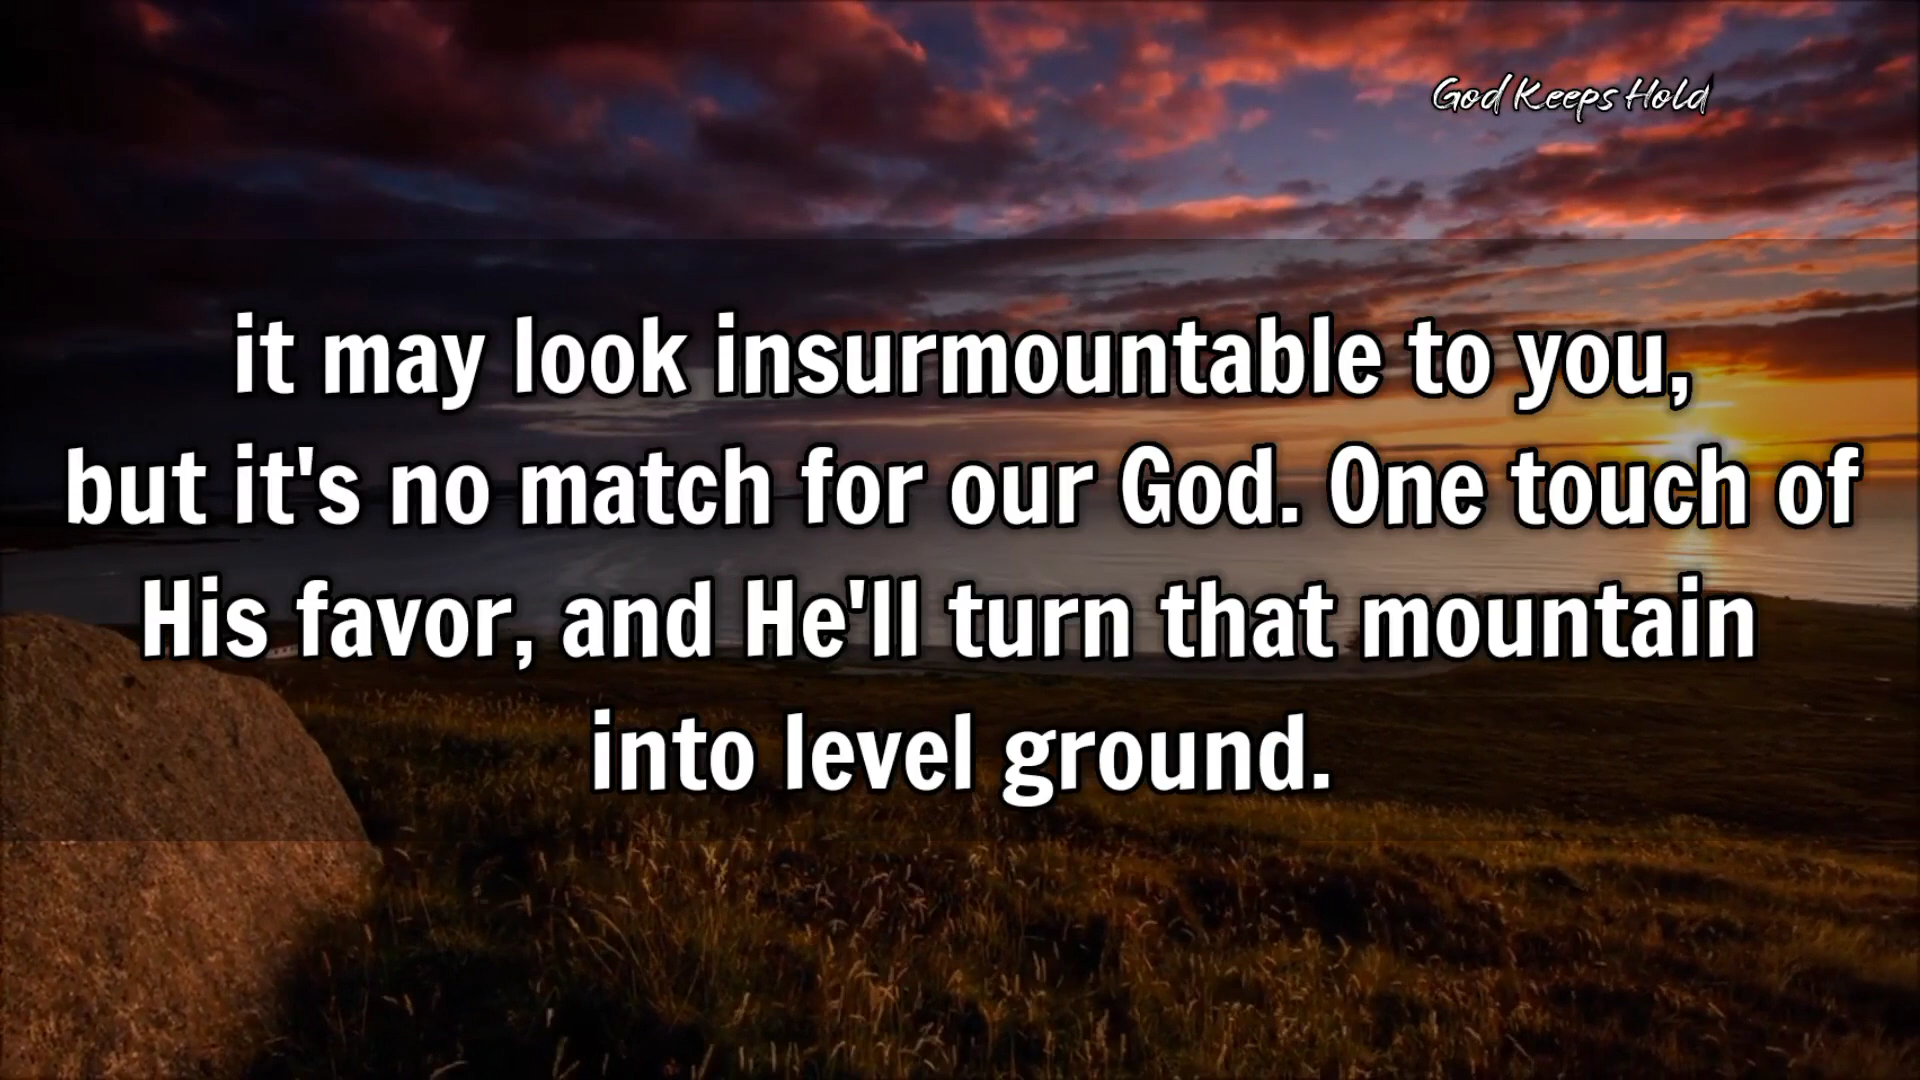 God Keeps Hold
it may look insurmountable to you,
but it's no match for our God. One touch of
His favor, and He'll turn that mountain
into level ground.